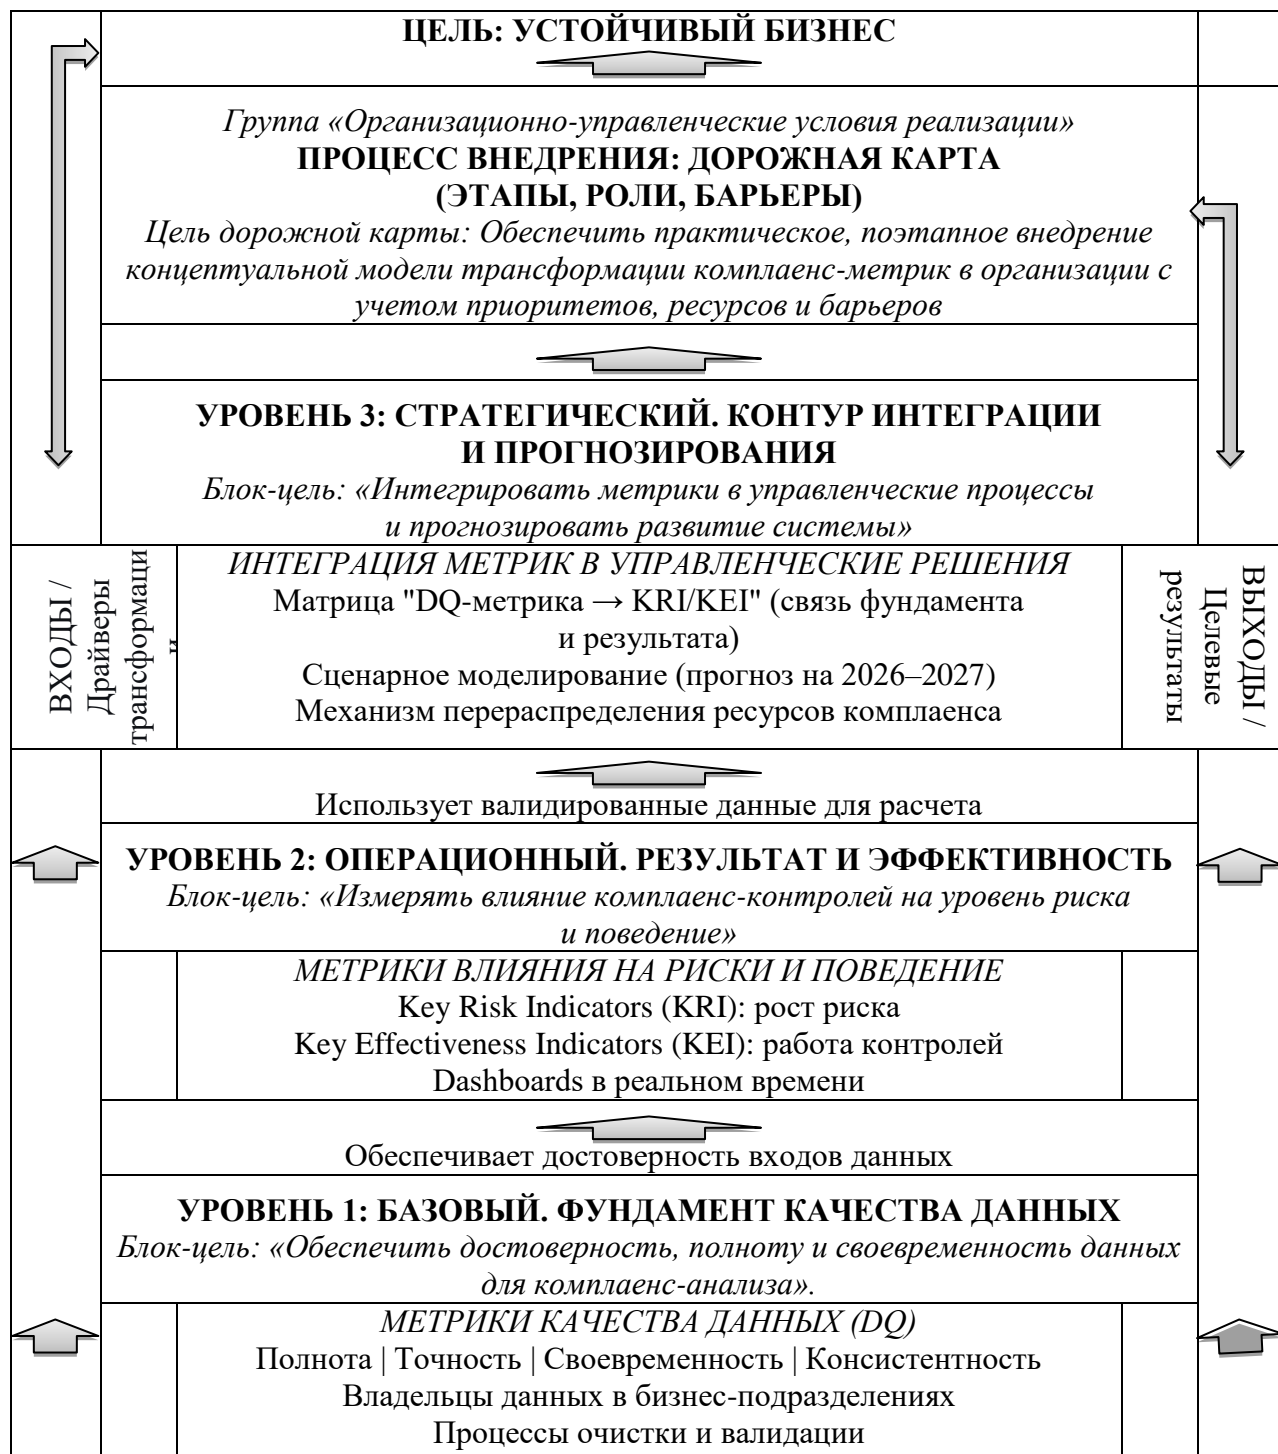 ЦЕЛЬ: УСТОЙЧИВЫЙ БИЗНЕС
Группа «Организационно-управленческие условия реализации»
ПРОЦЕСС ВНЕДРЕНИЯ: ДОРОЖНАЯ КАРТА
(ЭТАПЫ, РОЛИ, БАРЬЕРЫ)
Цель дорожной карты: Обеспечить практическое, поэтапное внедрение
концептуальной модели трансформации комплаенс-метрик в организации с
учетом приоритетов, ресурсов и барьеров
УРОВЕНЬ 3: СТРАТЕГИЧЕСКИЙ. КОНТУР ИНТЕГРАЦИИ
И ПРОГНОЗИРОВАНИЯ
Блок-цель: «Интегрировать метрики в управленческие процессы
и прогнозировать развитие системы»
ВХОДЫ /
Драйверы
трансформаци
и
ИНТЕГРАЦИЯ МЕТРИК В УПРАВЛЕНЧЕСКИЕ РЕШЕНИЯ
Матрица "DQ-метрика → KRI/KEI" (связь фундамента
и результата)
Сценарное моделирование (прогноз на 2026–2027)
Механизм перераспределения ресурсов комплаенса
ВЫХОДЫ /
Целевые
результаты
Использует валидированные данные для расчета
УРОВЕНЬ 2: ОПЕРАЦИОННЫЙ. РЕЗУЛЬТАТ И ЭФФЕКТИВНОСТЬ
Блок-цель: «Измерять влияние комплаенс-контролей на уровень риска
и поведение»
МЕТРИКИ ВЛИЯНИЯ НА РИСКИ И ПОВЕДЕНИЕ
Key Risk Indicators (KRI): рост риска
Key Effectiveness Indicators (KEI): работа контролей
Dashboards в реальном времени
Обеспечивает достоверность входов данных
УРОВЕНЬ 1: БАЗОВЫЙ. ФУНДАМЕНТ КАЧЕСТВА ДАННЫХ
Блок-цель: «Обеспечить достоверность, полноту и своевременность данных
для комплаенс-анализа».
МЕТРИКИ КАЧЕСТВА ДАННЫХ (DQ)
Полнота | Точность | Своевременность | Консистентность
Владельцы данных в бизнес-подразделениях
Процессы очистки и валидации